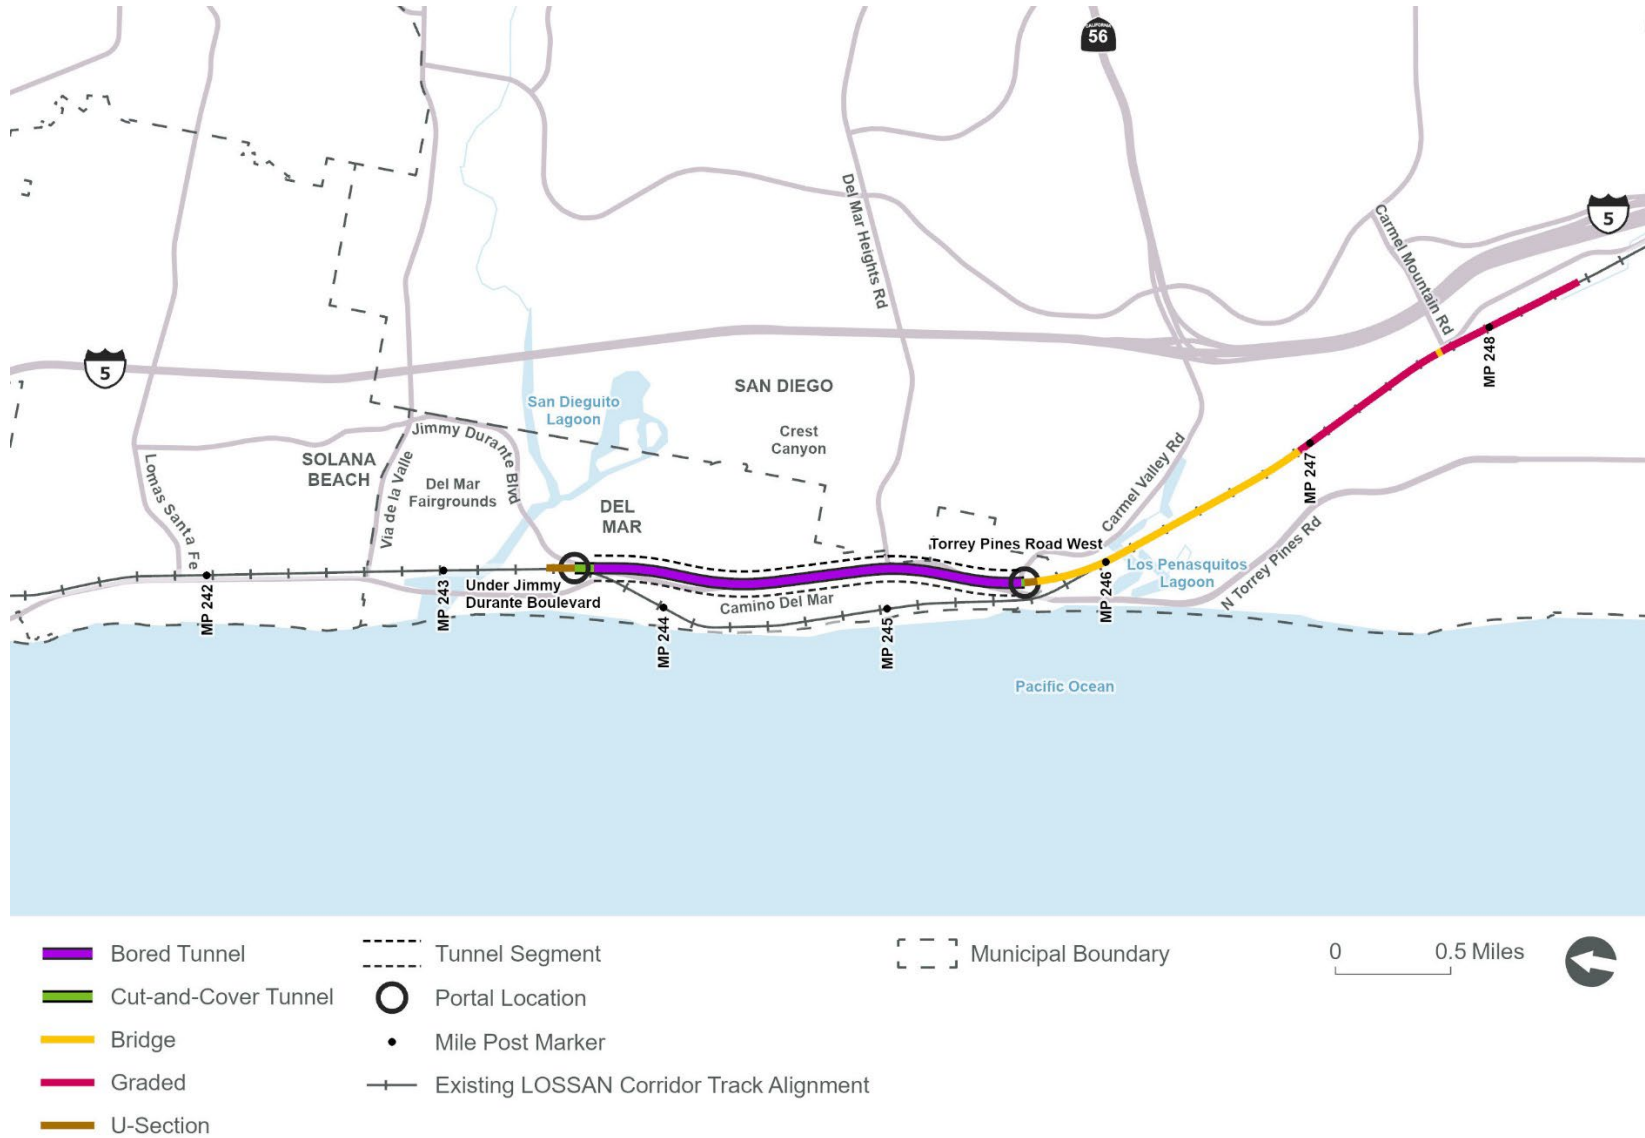 CALIFORNIA
56
Del Mar Heights Rd
Carmel Mountain Rd
5
5
SAN DIEGO
San Dieguito
Lagoon
Crest
Canyon
Jimmy Durante Blvd
SOLANA
BEACH
Lomas Santa Fe
Via de la Valle
Del Mar
Fairgrounds
DEL
MAR
Carmel Valley Rd
MP 248
MP 247
N Torrey Pines Rd
Torrey Pines Road West
Los Penasquitos
Lagoon
Under Jimmy
Durante Boulevard
Camino Del Mar
MP 242
MP 243
MP 244
MP 245
MP 246
Pacific Ocean
Bored Tunnel
Cut-and-Cover Tunnel
Bridge
Graded
U-Section
Tunnel Segment
Portal Location
Mile Post Marker
Existing LOSSAN Corridor Track Alignment
Municipal Boundary
0 0.5 Miles